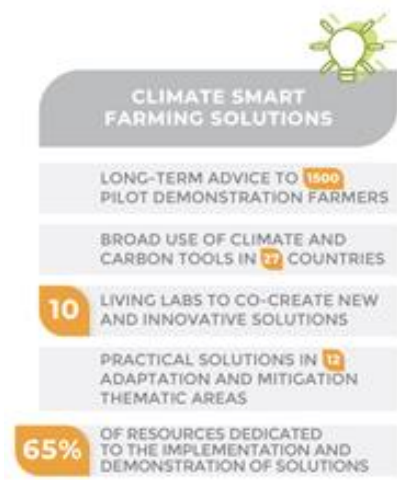 CLIMATE SMART
FARMING SOLUTIONS
LONG-TERM ADVICE TO 1500
PILOT DEMONSTRATION FARMERS
BROAD USE OF CLIMATE AND
CARBON TOOLS IN 27 COUNTRIES
10 LIVING LABS TO CO-CREATE NEW
AND INNOVATIVE SOLUTIONS
PRACTICAL SOLUTIONS IN 12
ADAPTATION AND MITIGATION
THEMATIC AREAS
65% OF RESOURCES DEDICATED
TO THE IMPLEMENTATION AND
DEMONSTRATION OF SOLUTIONS